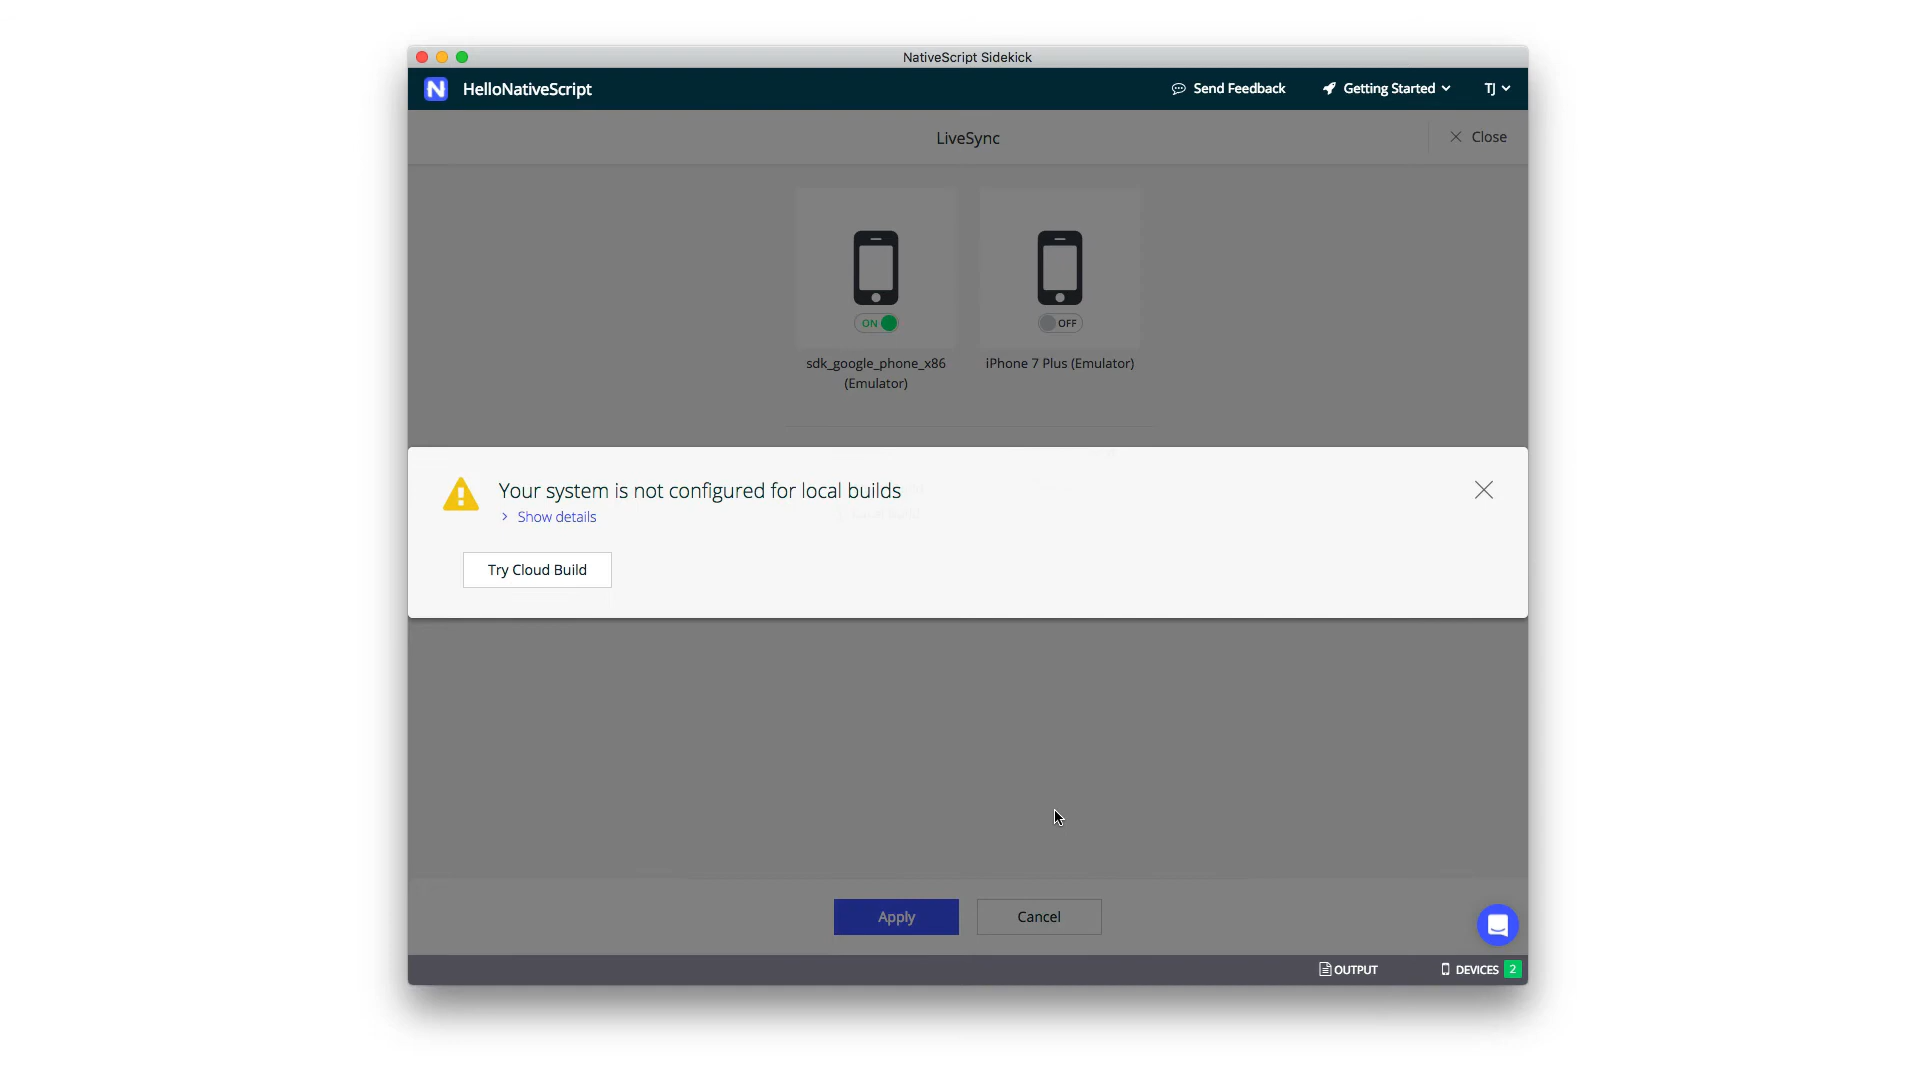 NativeScript Sidekick
N HelloNativeScript Send Feedback Getting Started TJ
LiveSync Close
ON OFF
sdk_google_phone_x86 iPhone 7 Plus (Emulator)
(Emulator)
Your system is not configured for local builds
Show details
Try Cloud Build
Apply Cancel
OUTPUT DEVICES 2